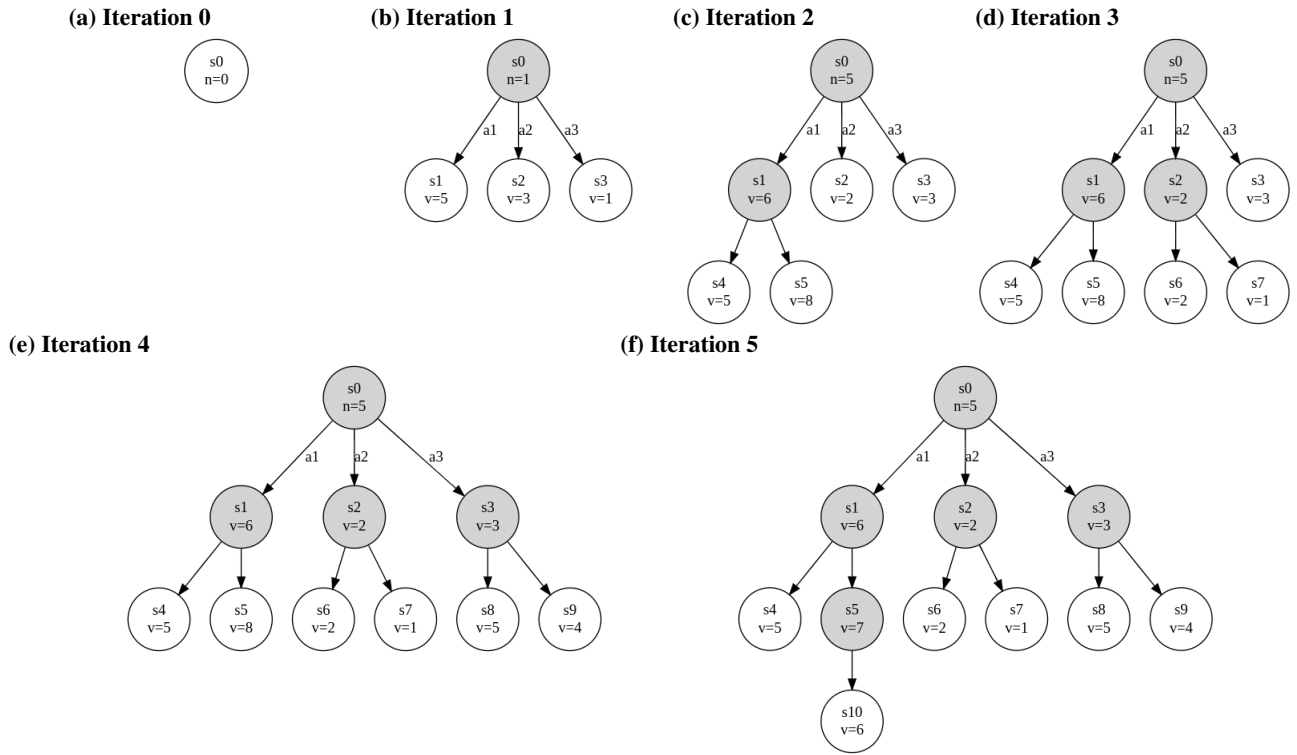 (a) Iteration 0
s0
n=0
(b) Iteration 1
s0
n=1
a1
a2
a3
s1
v=5
s2
v=3
s3
v=1
(c) Iteration 2
s0
n=5
a1
a2
a3
s1
v=6
s2
v=2
s3
v=3
s4
v=5
s5
v=8
(d) Iteration 3
s0
n=5
a1
a2
a3
s1
v=6
s2
v=2
s3
v=3
s4
v=5
s5
v=8
s6
v=2
s7
v=1
(e) Iteration 4
s0
n=5
a1
a2
a3
s1
v=6
s2
v=2
s3
v=3
s4
v=5
s5
v=8
s6
v=2
s7
v=1
s8
v=5
s9
v=4
(f) Iteration 5
s0
n=5
a1
a2
a3
s1
v=6
s2
v=2
s3
v=3
s4
v=5
s5
v=7
s6
v=2
s7
v=1
s8
v=5
s9
v=4
s10
v=6